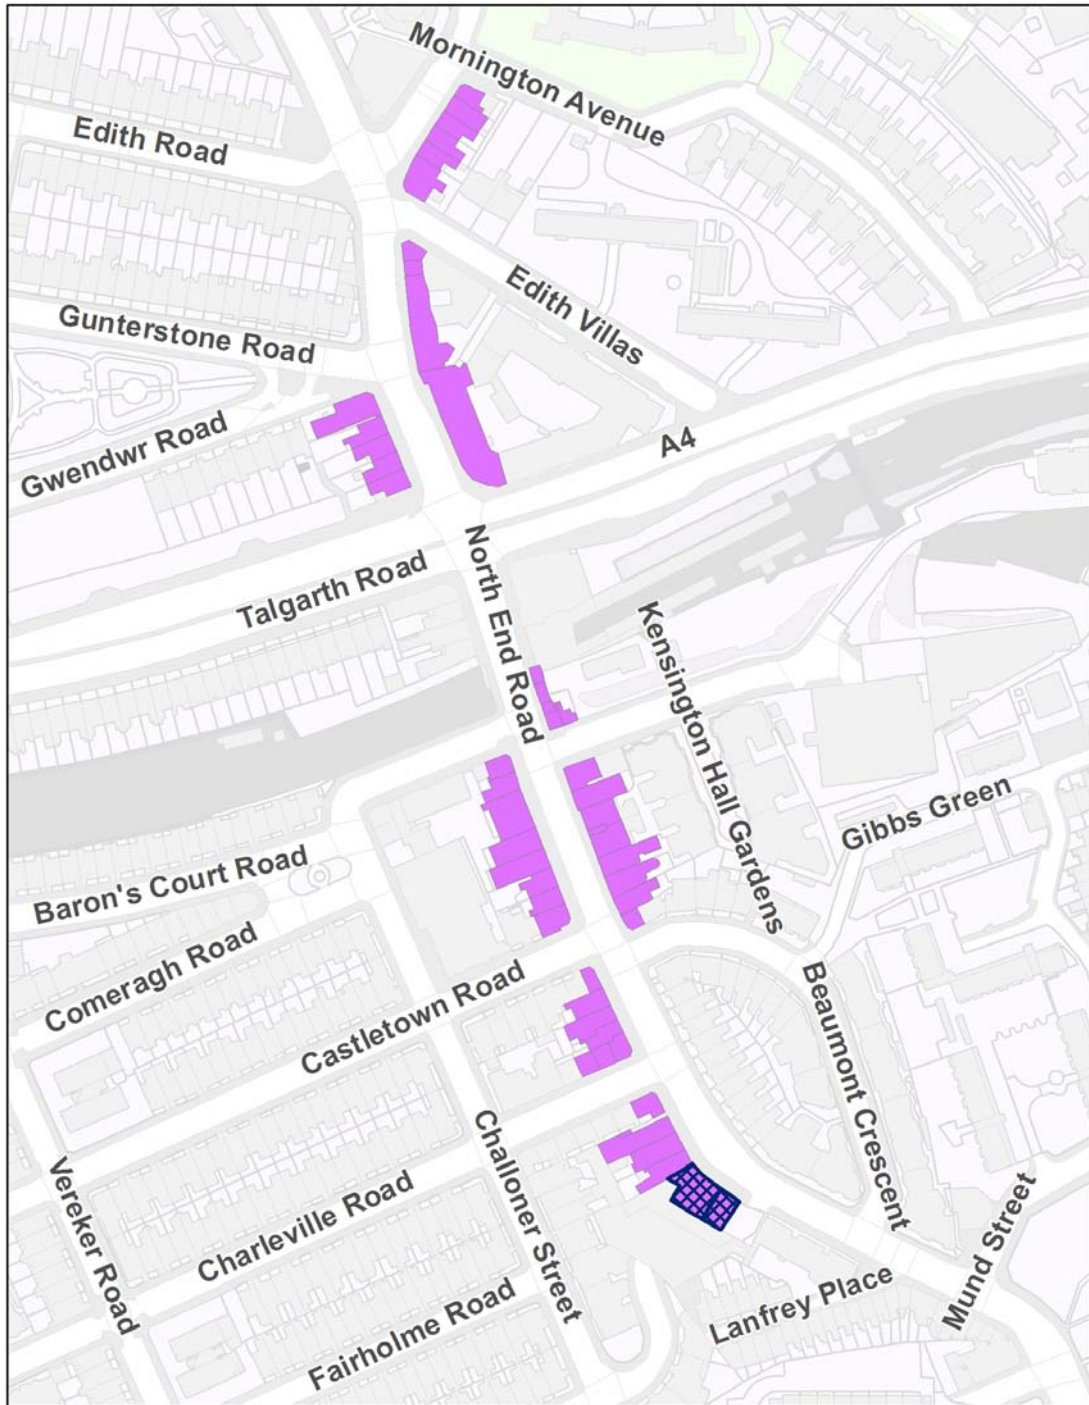 Mornington Avenue
Edith Road
Edith Villas
Gunterstone Road
Gwendwr Road
A4
North End Road
Talgarth Road
Kensington Hall Gardens
Gibbs Green
Baron's Court Road
Comeragh Road
Castletown Road
Beaumont Crescent
Challoner Street
Vereker Road
Charleville Road
Mund Street
Lanfrey Place
Fairholme Road